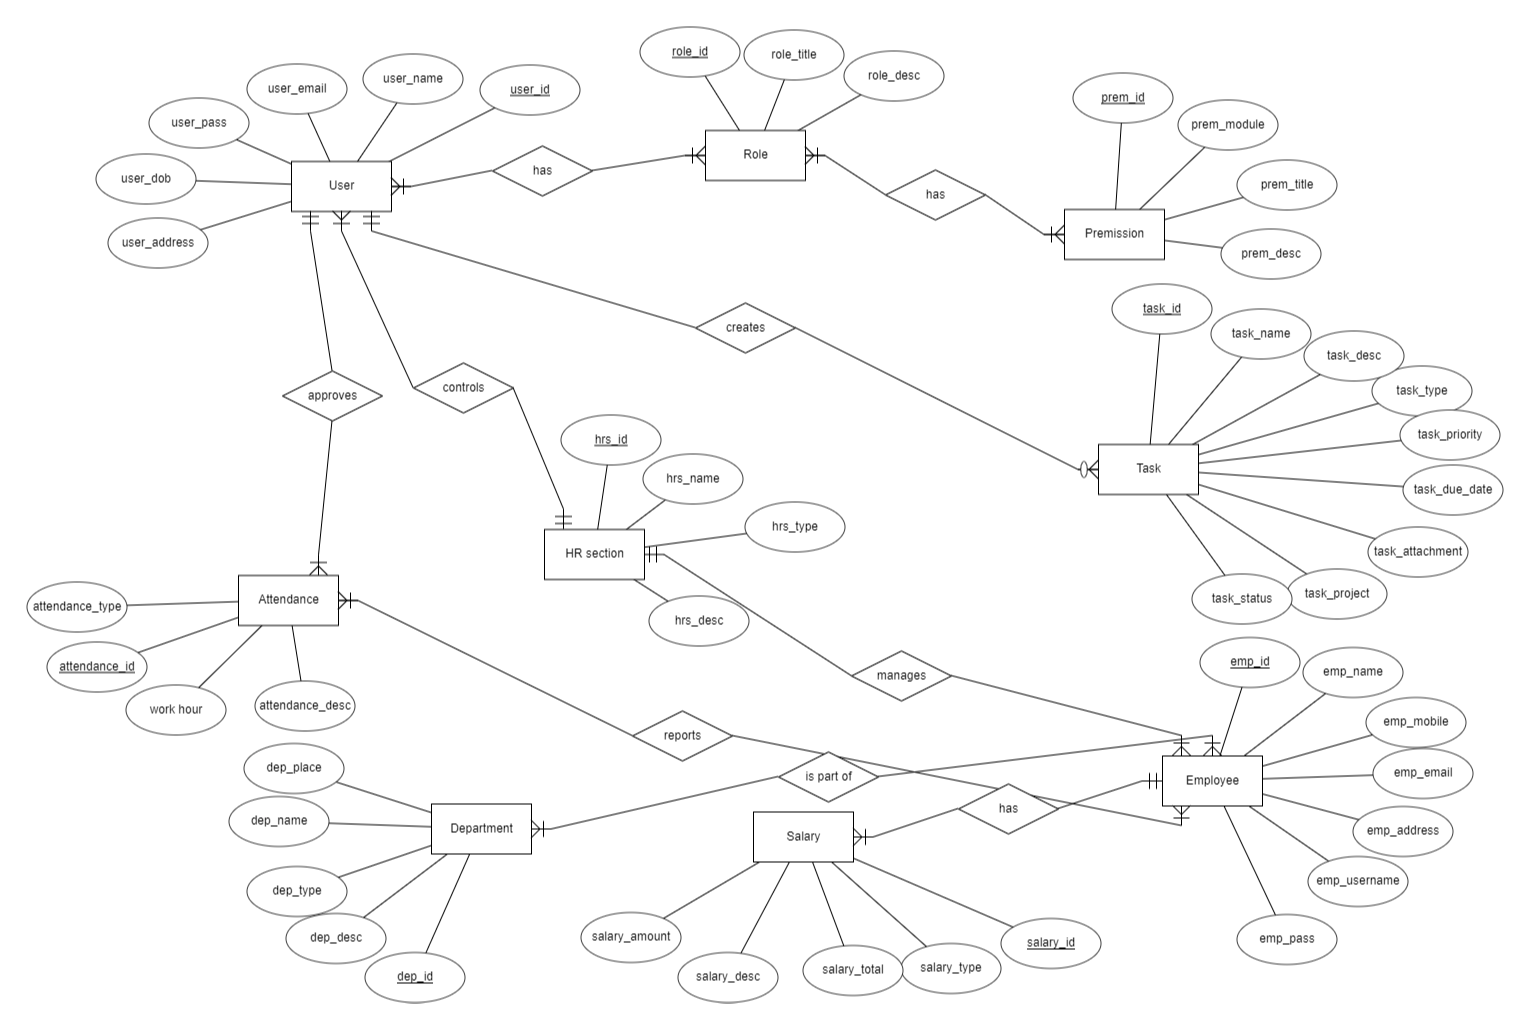 role_id
role_title
role_desc
user_email
user_name
user_id
user_pass
user_dob
user_address
User
has
Role
has
prem_id
prem_module
prem_title
prem_desc
Premission
creates
task_id
task_name
task_desc
task_type
task_priority
task_due_date
task_attachment
task_project
task_status
Task
approves
controls
hrs_id
hrs_name
hrs_type
hrs_desc
HR section
Attendance
attendance_type
attendance_id
work hour
attendance_desc
manages
reports
is part of
has
emp_id
emp_name
emp_mobile
emp_email
emp_address
emp_username
emp_pass
Employee
dep_place
dep_name
dep_type
dep_desc
dep_id
Department
Salary
salary_amount
salary_desc
salary_total
salary_type
salary_id